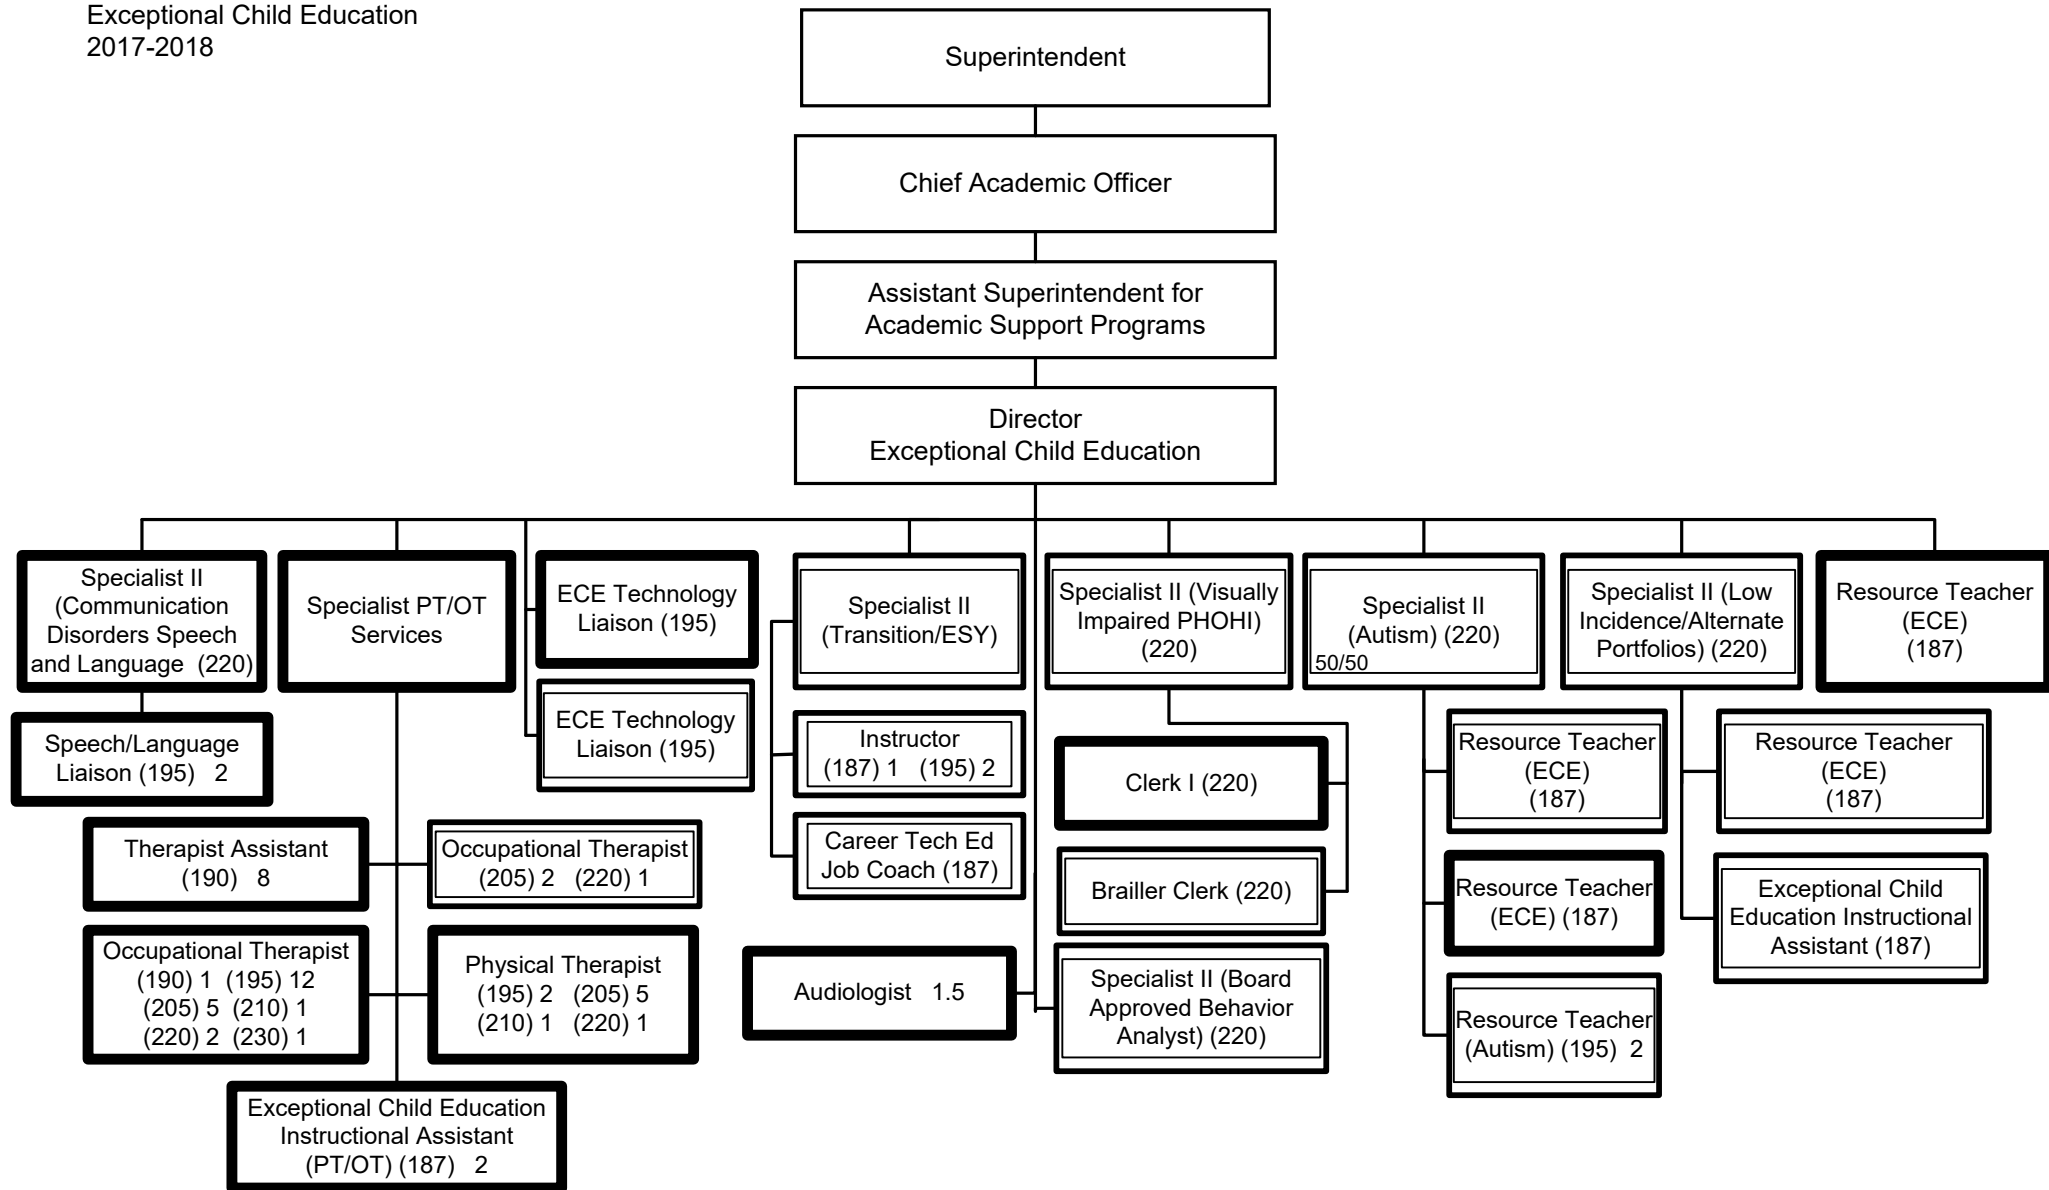 Exceptional Child Education
2017-2018
Superintendent
Chief Academic Officer
Assistant Superintendent for
Academic Support Programs
Director
Exceptional Child Education
Specialist II
(Communication
Disorders Speech
and Language (220)
Specialist PT/OT
Services
ECE Technology
Liaison (195)
ECE Technology
Liaison (195)
Specialist II
(Transition/ESY)
Specialist II (Visually
Impaired PHOHI)
(220)
Specialist II
(Autism) (220)
50/50
Specialist II (Low
Incidence/Alternate
Portfolios) (220)
Resource Teacher
(ECE)
(187)
Speech/Language
Liaison (195) 2
Therapist Assistant
(190) 8
Occupational Therapist
(205) 2 (220) 1
Occupational Therapist
(190) 1 (195) 12
(205) 5 (210) 1
(220) 2 (230) 1
Physical Therapist
(195) 2 (205) 5
(210) 1 (220) 1
Exceptional Child Education
Instructional Assistant
(PT/OT) (187) 2
Instructor
(187) 1 (195) 2
Career Tech Ed
Job Coach (187)
Clerk I (220)
Brailler Clerk (220)
Audiologist 1.5
Specialist II (Board
Approved Behavior
Analyst) (220)
Resource Teacher
(ECE)
(187)
Resource Teacher
(ECE) (187)
Resource Teacher
(Autism) (195) 2
Resource Teacher
(ECE)
(187)
Exceptional Child
Education Instructional
Assistant (187)